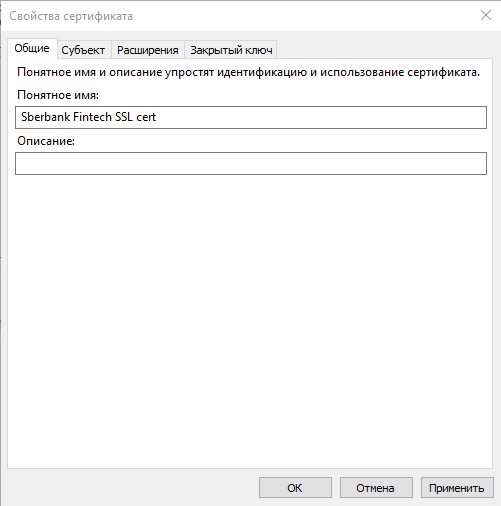 Свойства сертификата
Общие Субъект Расширения Закрытый ключ
Понятное имя и описание упростят идентификацию и использование сертификата.
Понятное имя:
Sberbank Fintech SSL cert
Описание:
ОК Отмена Применить